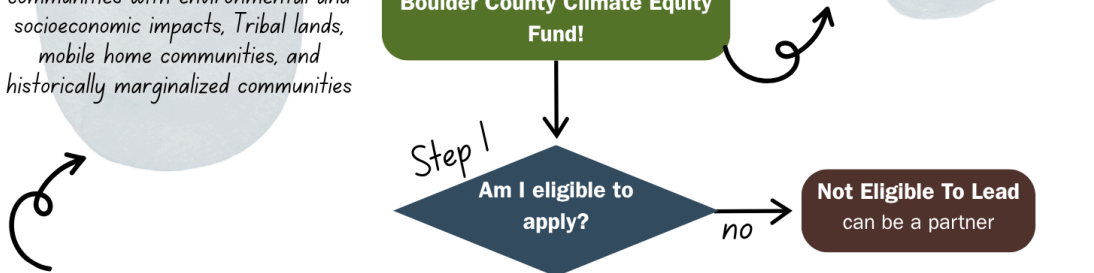 communities with environmental and
socioeconomic impacts, Tribal lands,
mobile home communities, and
historically marginalized communities
Boulder County Climate Equity
Fund!
Step 1
Am I eligible to
apply?
no
Not Eligible To Lead
can be a partner